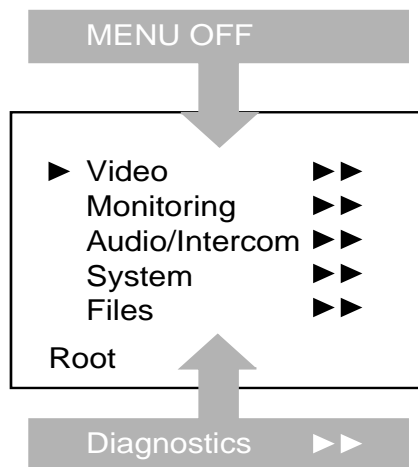 MENU OFF
▶ Video ▶▶
Monitoring ▶▶
Audio/Intercom ▶▶
System ▶▶
Files ▶▶
Root
Diagnostics ▶▶